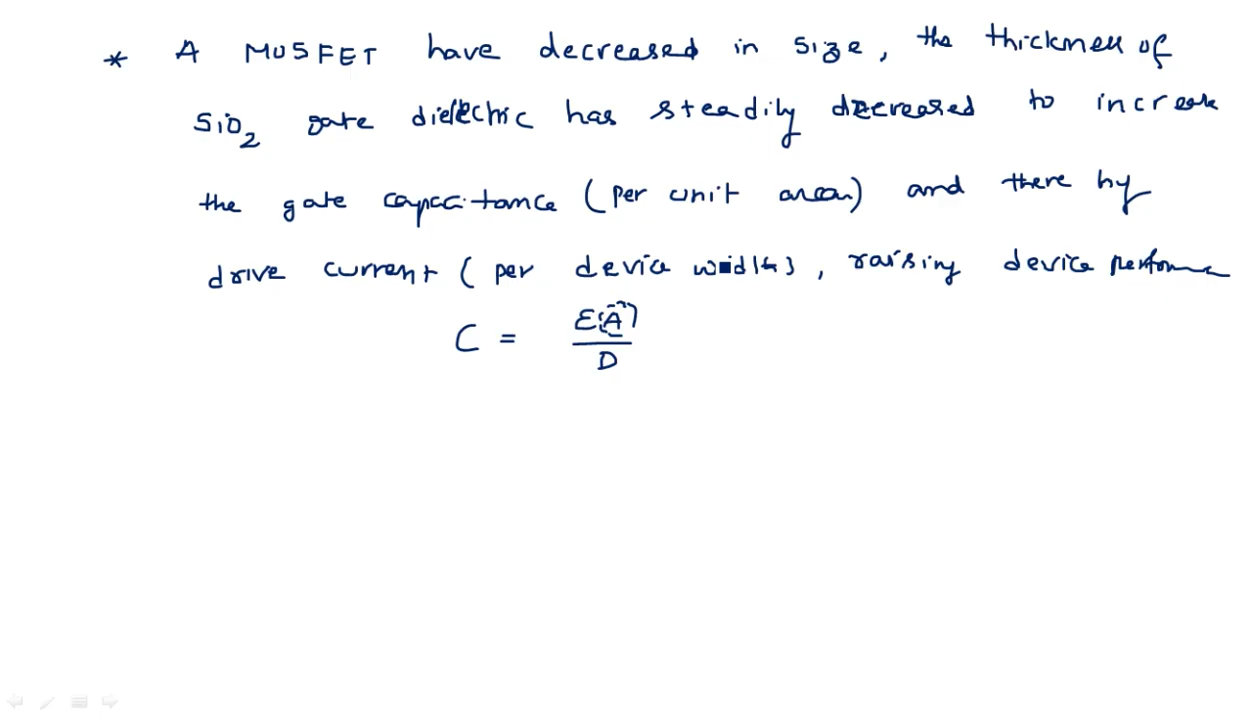 * A MOSFET have decreased in size, the thickness of
SiO2 gate dielectric has steadily decreased to increase
the gate capacitance (per unit area) and there by
drive current (per device width), raising device performance
C = E(A)/D